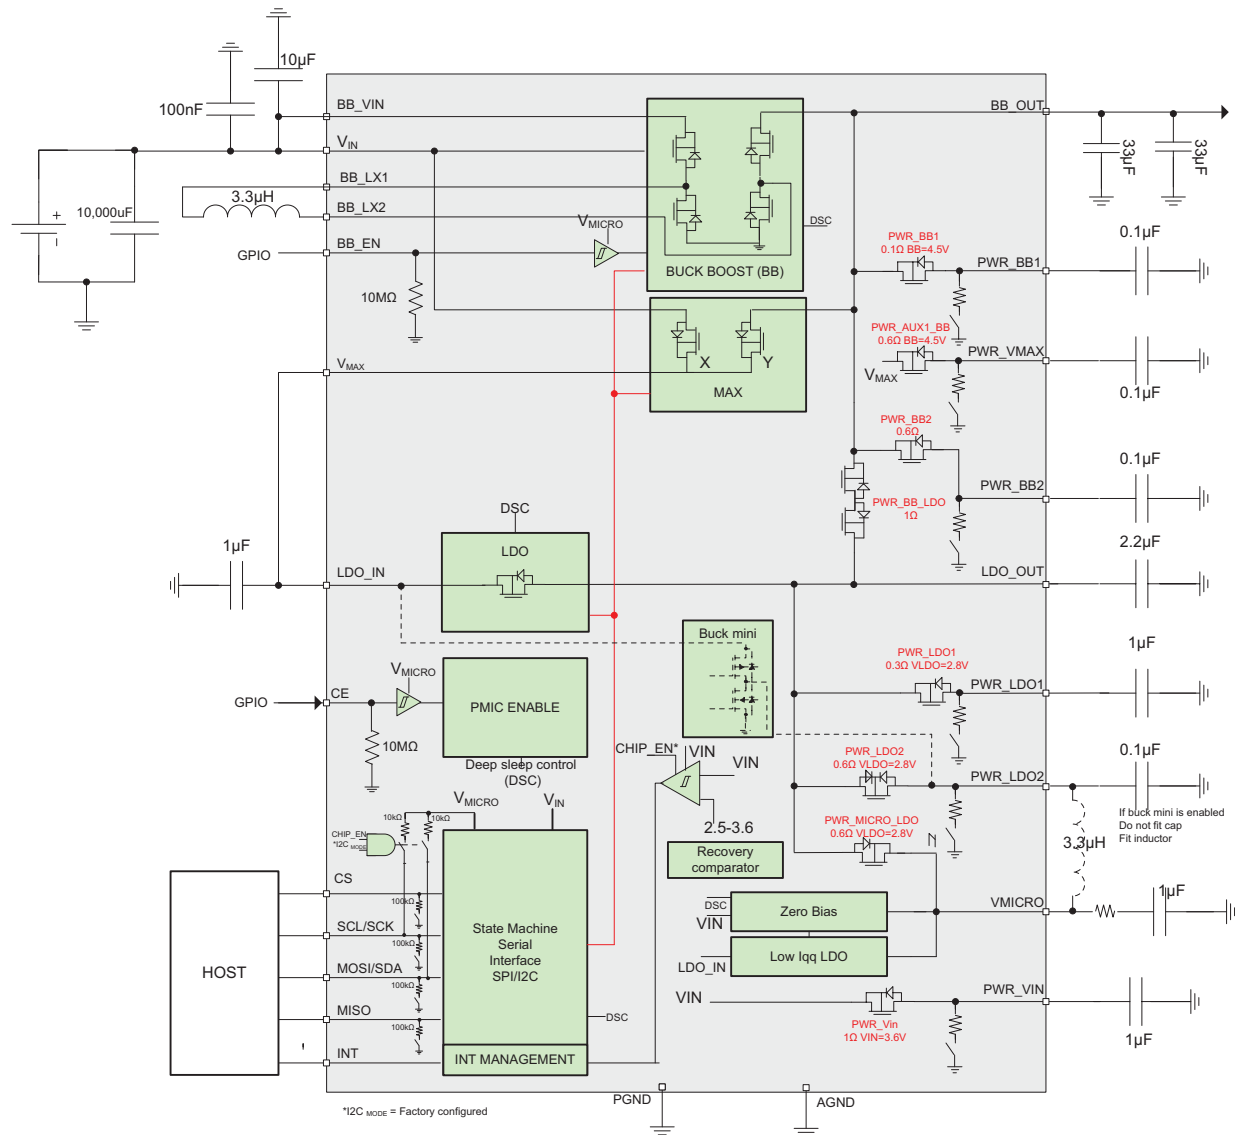 10µF
100nF
BB_VIN
BB_OUT
VIN
BB_LX1
3.3µH
BB_LX2
10,000uF
+
GPIO
BB_EN
VMICRO
DSC
BUCK BOOST (BB)
10MΩ
33µF
33µF
PWR_BB1
0.1Ω BB=4.5V
PWR_BB1
0.1µF
PWR_AUX1_BB
0.6Ω BB=4.5V
PWR_VMAX
VMAX
0.1µF
VMAX
X
Y
MAX
PWR_BB2
0.6Ω
0.1µF
PWR_BB2
PWR_BB_LDO
1Ω
DSC
LDO
1µF
LDO_IN
LDO_OUT
2.2µF
Buck mini
PWR_LDO1
0.3Ω VLDO=2.8V
PWR_LDO1
1µF
VMICRO
GPIO
CE
PMIC ENABLE
10MΩ
Deep sleep control
(DSC)
CHIP_EN*
VIN
VIN
2.5-3.6
PWR_LDO2
0.6Ω VLDO=2.8V
PWR_LDO2
0.1µF
If buck mini is enabled
Do not fit cap
Fit inductor
3.3µH
PWR_MICRO_LDO
0.6Ω VLDO=2.8V
Recovery
comparator
VMICRO
VIN
10kΩ
10kΩ
CHIP_EN
*I2C MODE
CS
100kΩ
SCL/SCK
100kΩ
HOST
MOSI/SDA
100kΩ
MISO
100kΩ
INT
State Machine
Serial
Interface
SPI/I2C
DSC
INT MANAGEMENT
DSC
VIN
Zero Bias
VMICRO
1µF
LDO_IN
Low Iqq LDO
VIN
PWR_VIN
PWR_Vin
1Ω VIN=3.6V
1µF
PGND
AGND
*I2C MODE = Factory configured